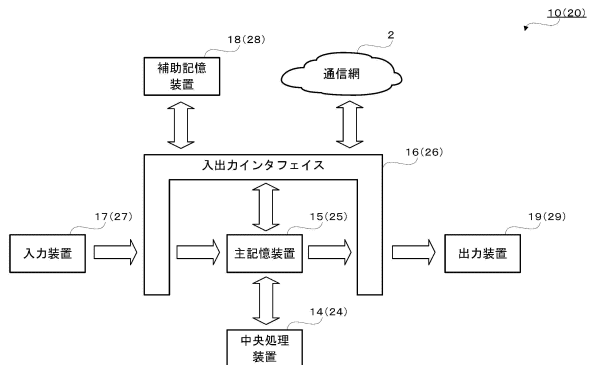 10(20)
18(28)
2
補助記憶
装置
通信網
16(26)
入出力インタフェイス
17(27)
15(25)
19(29)
入力装置
主記憶装置
出力装置
14(24)
中央処理
装置